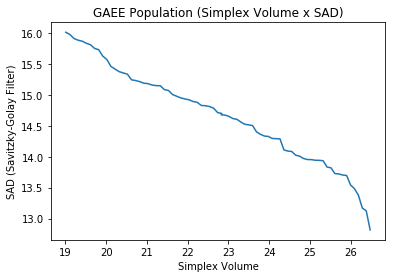 GAEE Population (Simplex Volume x SAD)
SAD (Savitzky-Golay Filter)
16.0
15.5
15.0
14.5
14.0
13.5
13.0
19 20 21 22 23 24 25 26
Simplex Volume